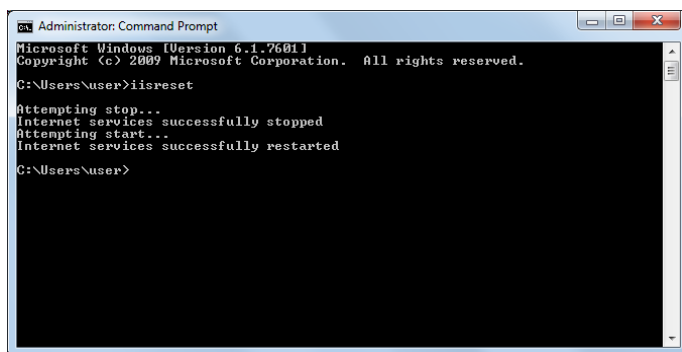 Administrator: Command Prompt
Microsoft Windows [Version 6.1.7601]
Copyright (c) 2009 Microsoft Corporation.  All rights reserved.
C:\Users\user>iisreset
Attempting stop...
Internet services successfully stopped
Attempting start...
Internet services successfully restarted
C:\Users\user>